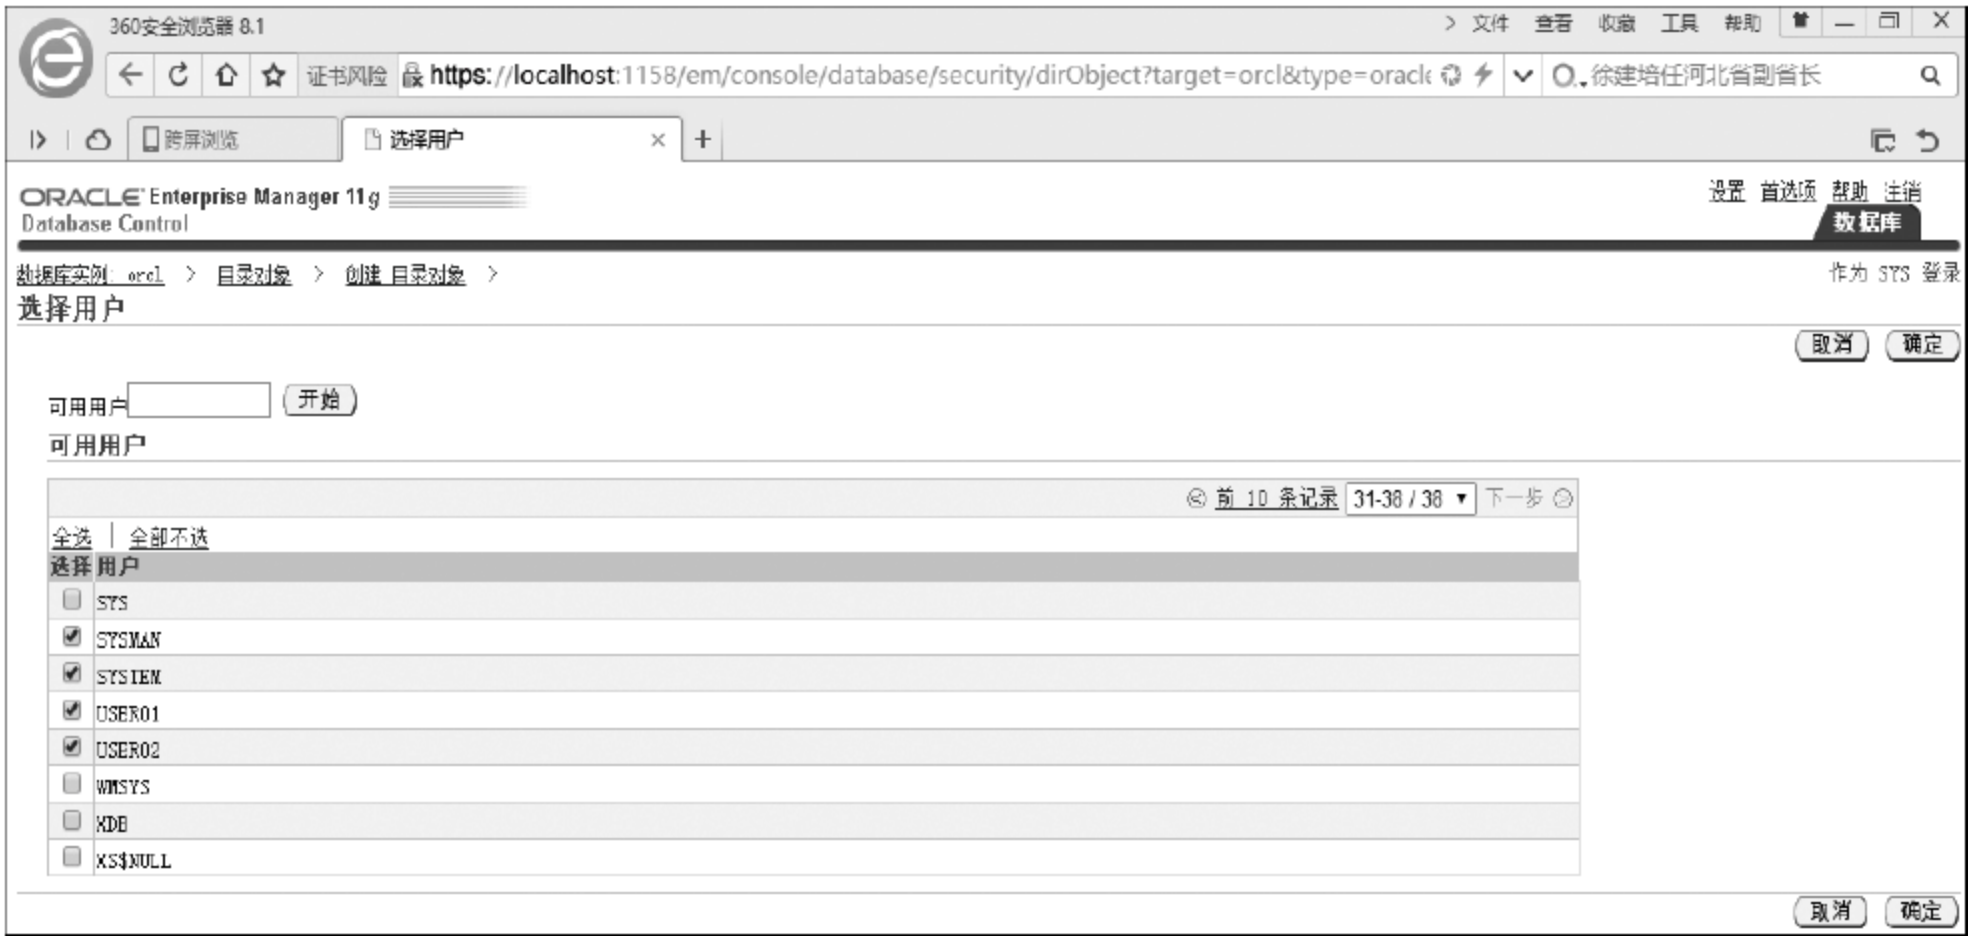 360安全浏览器 8.1
> 文件 查看 收藏 工具 帮助
证书风险 https://localhost:1158/em/console/database/security/dirObject?target=orcl&type=oracle 徐建培任河北省副省长
跨屏浏览 选择用户
ORACLE Enterprise Manager 11g
Database Control
设置 首选项 帮助 注销
数据库
数据库实例: orcl > 目录对象 > 创建 目录对象 >
作为 SYS 登录
选择用户
取消 确定
可用用户 开始
可用用户
前 10 条记录 31-38 / 38 下一步
全选 | 全部不选
选择 用户
SYS
SYSMAN
SYSTEM
USER01
USER02
WMSYS
XDB
XS$NULL
取消 确定